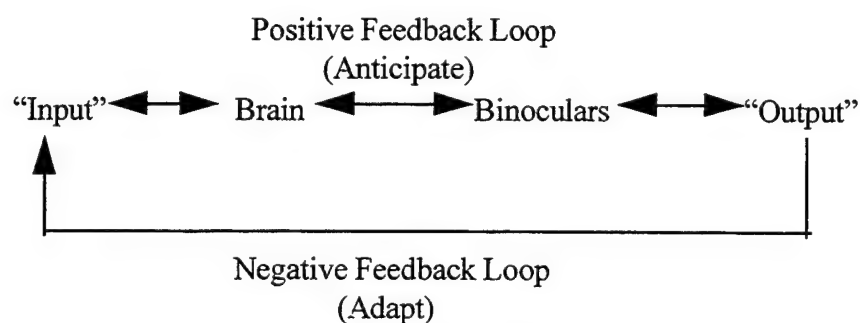 Positive Feedback Loop
(Anticipate)
“Input” Brain Binoculars “Output”
Negative Feedback Loop
(Adapt)